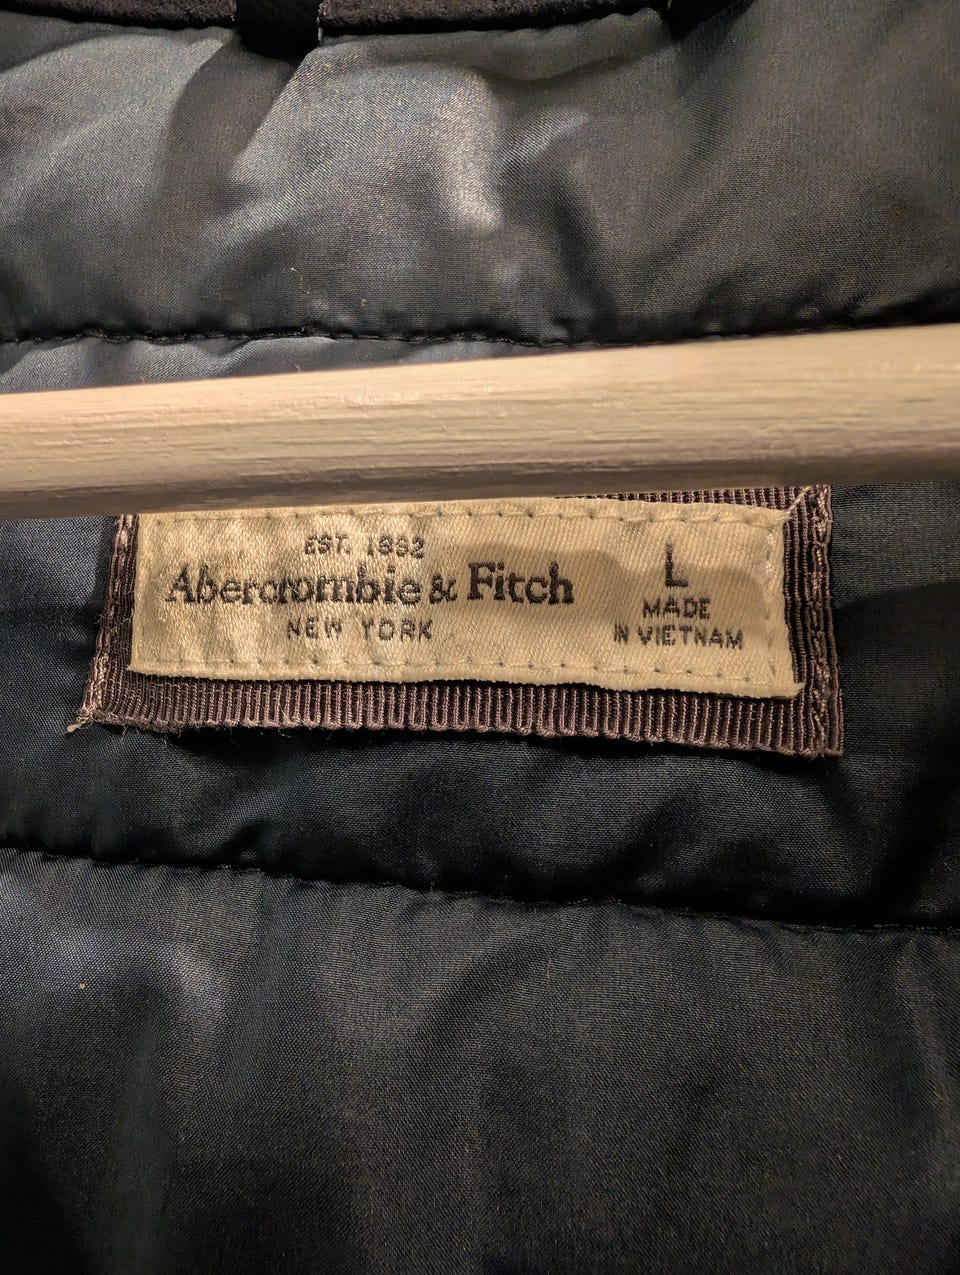 EST. 1892
Abercrombie & Fitch
NEW YORK
L
MADE
IN VIETNAM